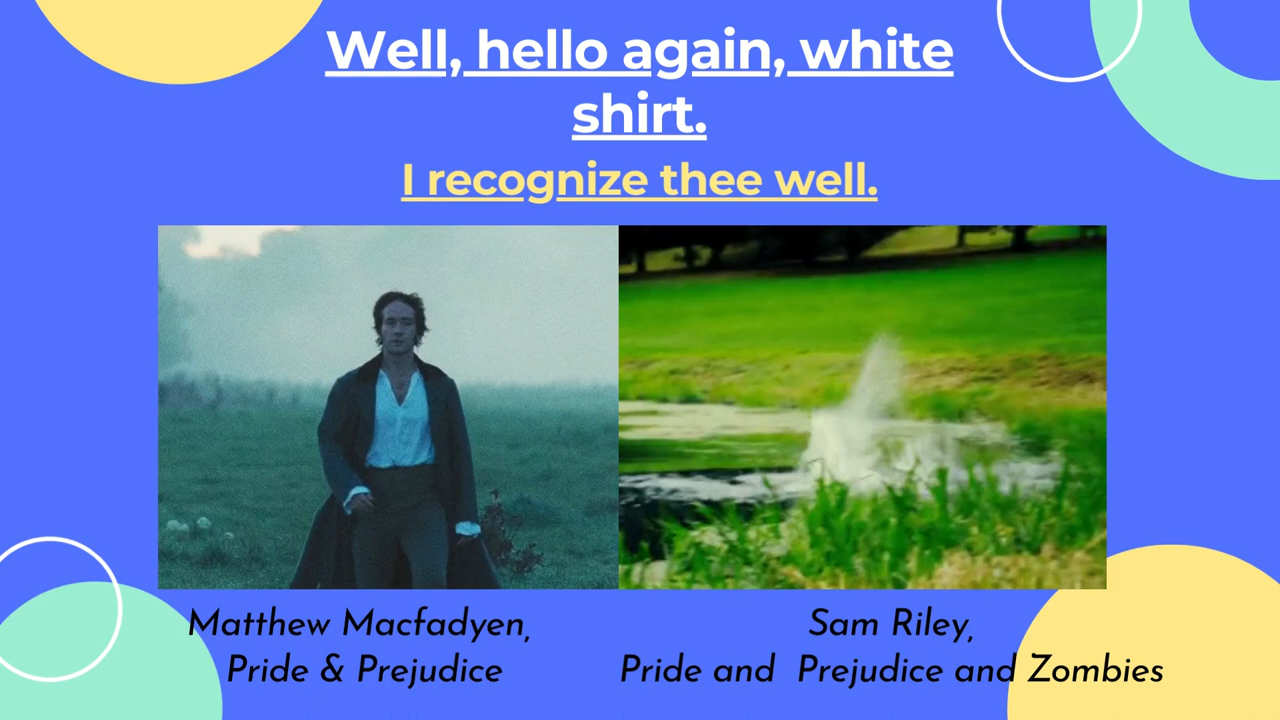 Well, hello again, white
shirt.
I recognize thee well.
Matthew Macfadyen,
Pride & Prejudice
Sam Riley,
Pride and Prejudice and Zombies